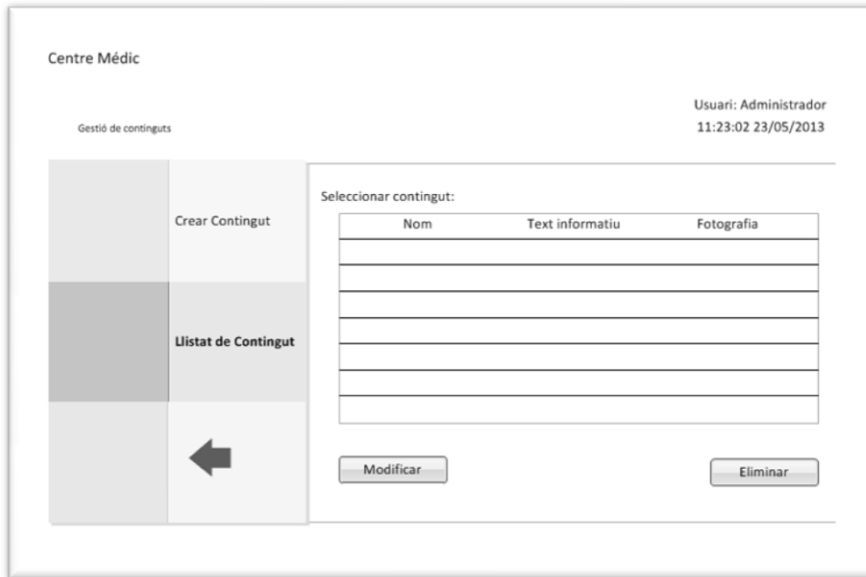 Centre Médic
Usuari: Administrador
Gestió de continguts
11:23:02 23/05/2013
Crear Contingut
Llistat de Contingut
Seleccionar contingut:
Nom Text informatiu Fotografia
Modificar Eliminar